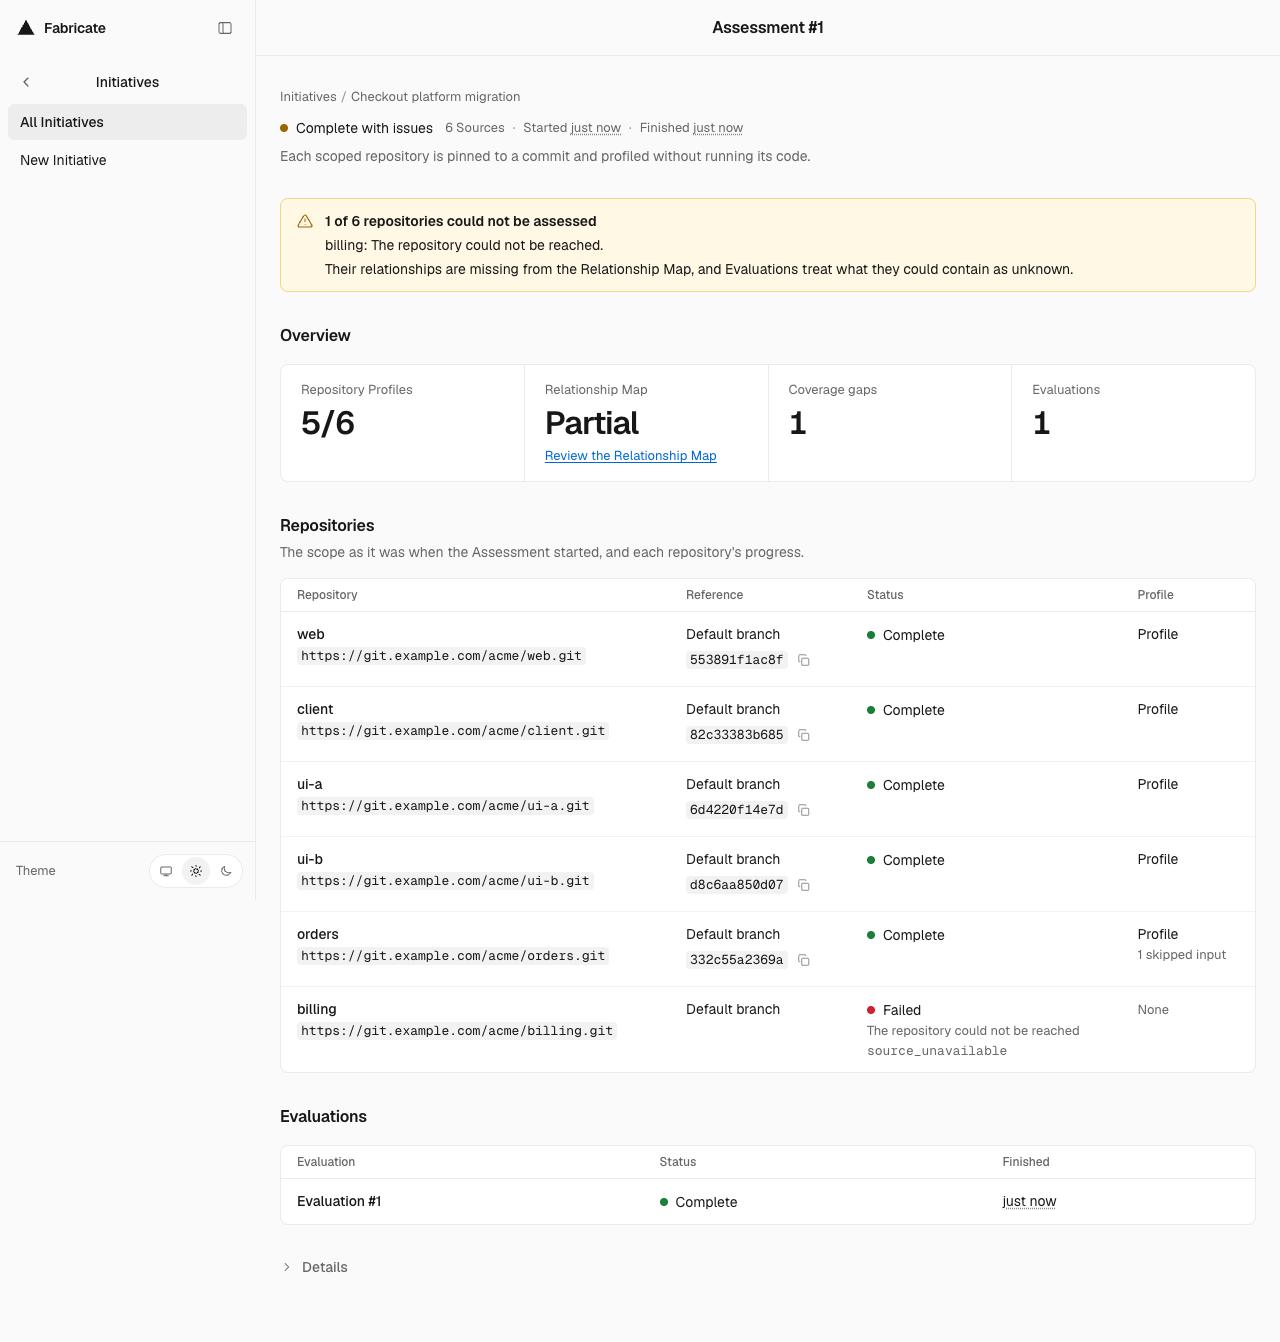 Fabricate
Assessment #1
Initiatives
All Initiatives
New Initiative
Initiatives / Checkout platform migration
Complete with issues 6 Sources · Started just now · Finished just now
Each scoped repository is pinned to a commit and profiled without running its code.
1 of 6 repositories could not be assessed
billing: The repository could not be reached.
Their relationships are missing from the Relationship Map, and Evaluations treat what they could contain as unknown.
Overview
Repository Profiles
5/6
Relationship Map
Partial
Review the Relationship Map
Coverage gaps
1
Evaluations
1
Repositories
The scope as it was when the Assessment started, and each repository's progress.
Repository Reference Status Profile
web Default branch Complete Profile
https://git.example.com/acme/web.git 553891f1ac8f
client Default branch Complete Profile
https://git.example.com/acme/client.git 82c33383b685
ui-a Default branch Complete Profile
https://git.example.com/acme/ui-a.git 6d4220f14e7d
ui-b Default branch Complete Profile
https://git.example.com/acme/ui-b.git d8c6aa850d07
orders Default branch Complete Profile
https://git.example.com/acme/orders.git 332c55a2369a 1 skipped input
billing Default branch Failed None
https://git.example.com/acme/billing.git The repository could not be reached
source_unavailable
Evaluations
Evaluation Status Finished
Evaluation #1 Complete just now
Details
Theme